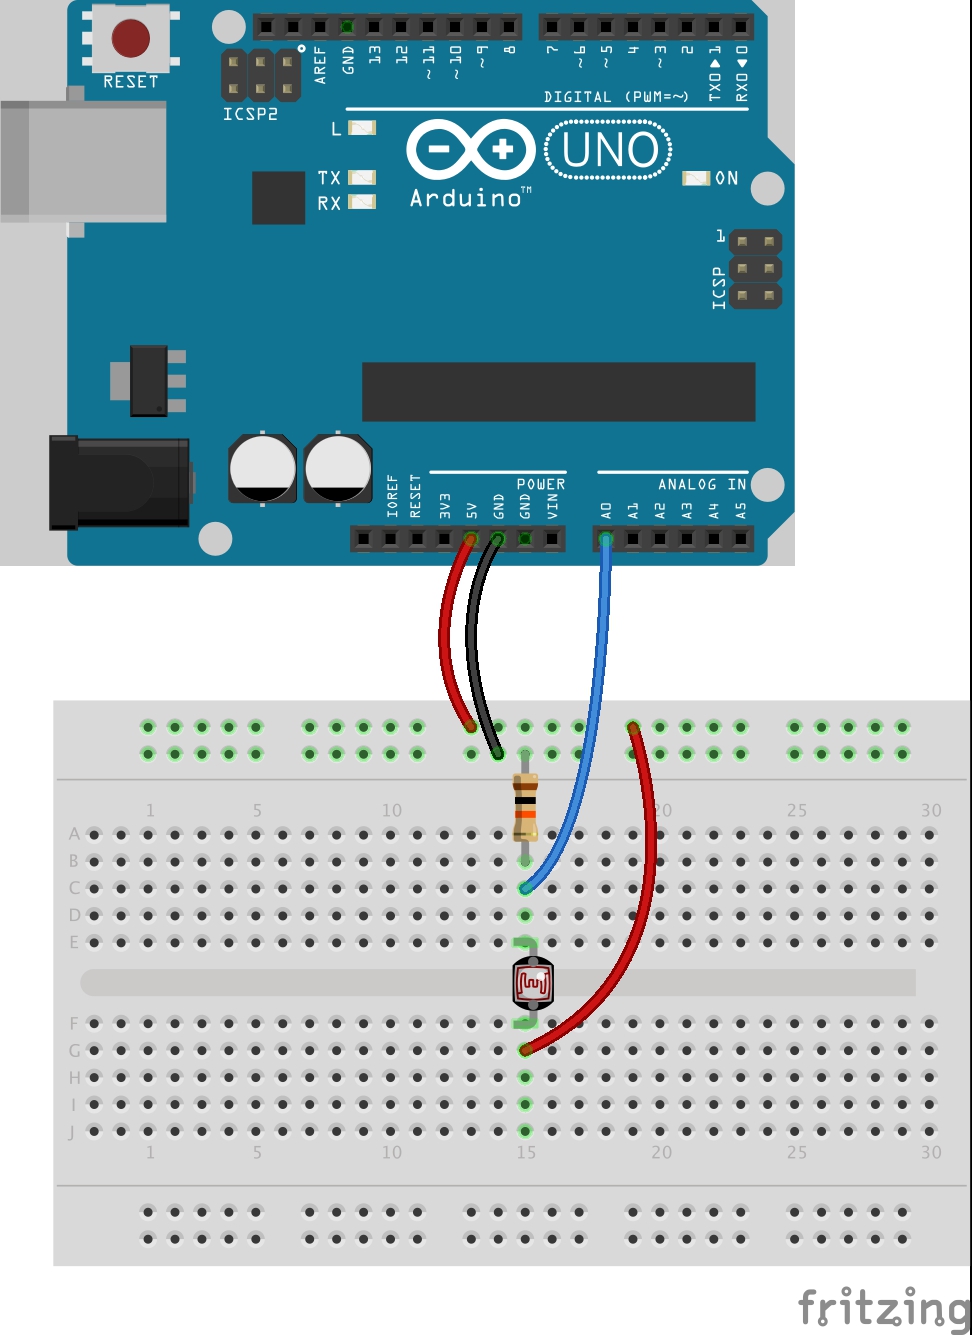 RESET
ICSP2
AREF
GND
13
12
~11
~10
~9
8
7
~6
~5
4
~3
2
TX0▶1
RX0◀0
DIGITAL (PWM=~)
L
TX
RX
UNO
Arduino™
ON
1
ICSP
POWER
ANALOG IN
IOREF
RESET
3V3
5V
GND
GND
VIN
A0
A1
A2
A3
A4
A5
1 5 10 20 25 30
A
B
C
D
E
F
G
H
I
J
1 5 10 15 20 25 30
fritzing